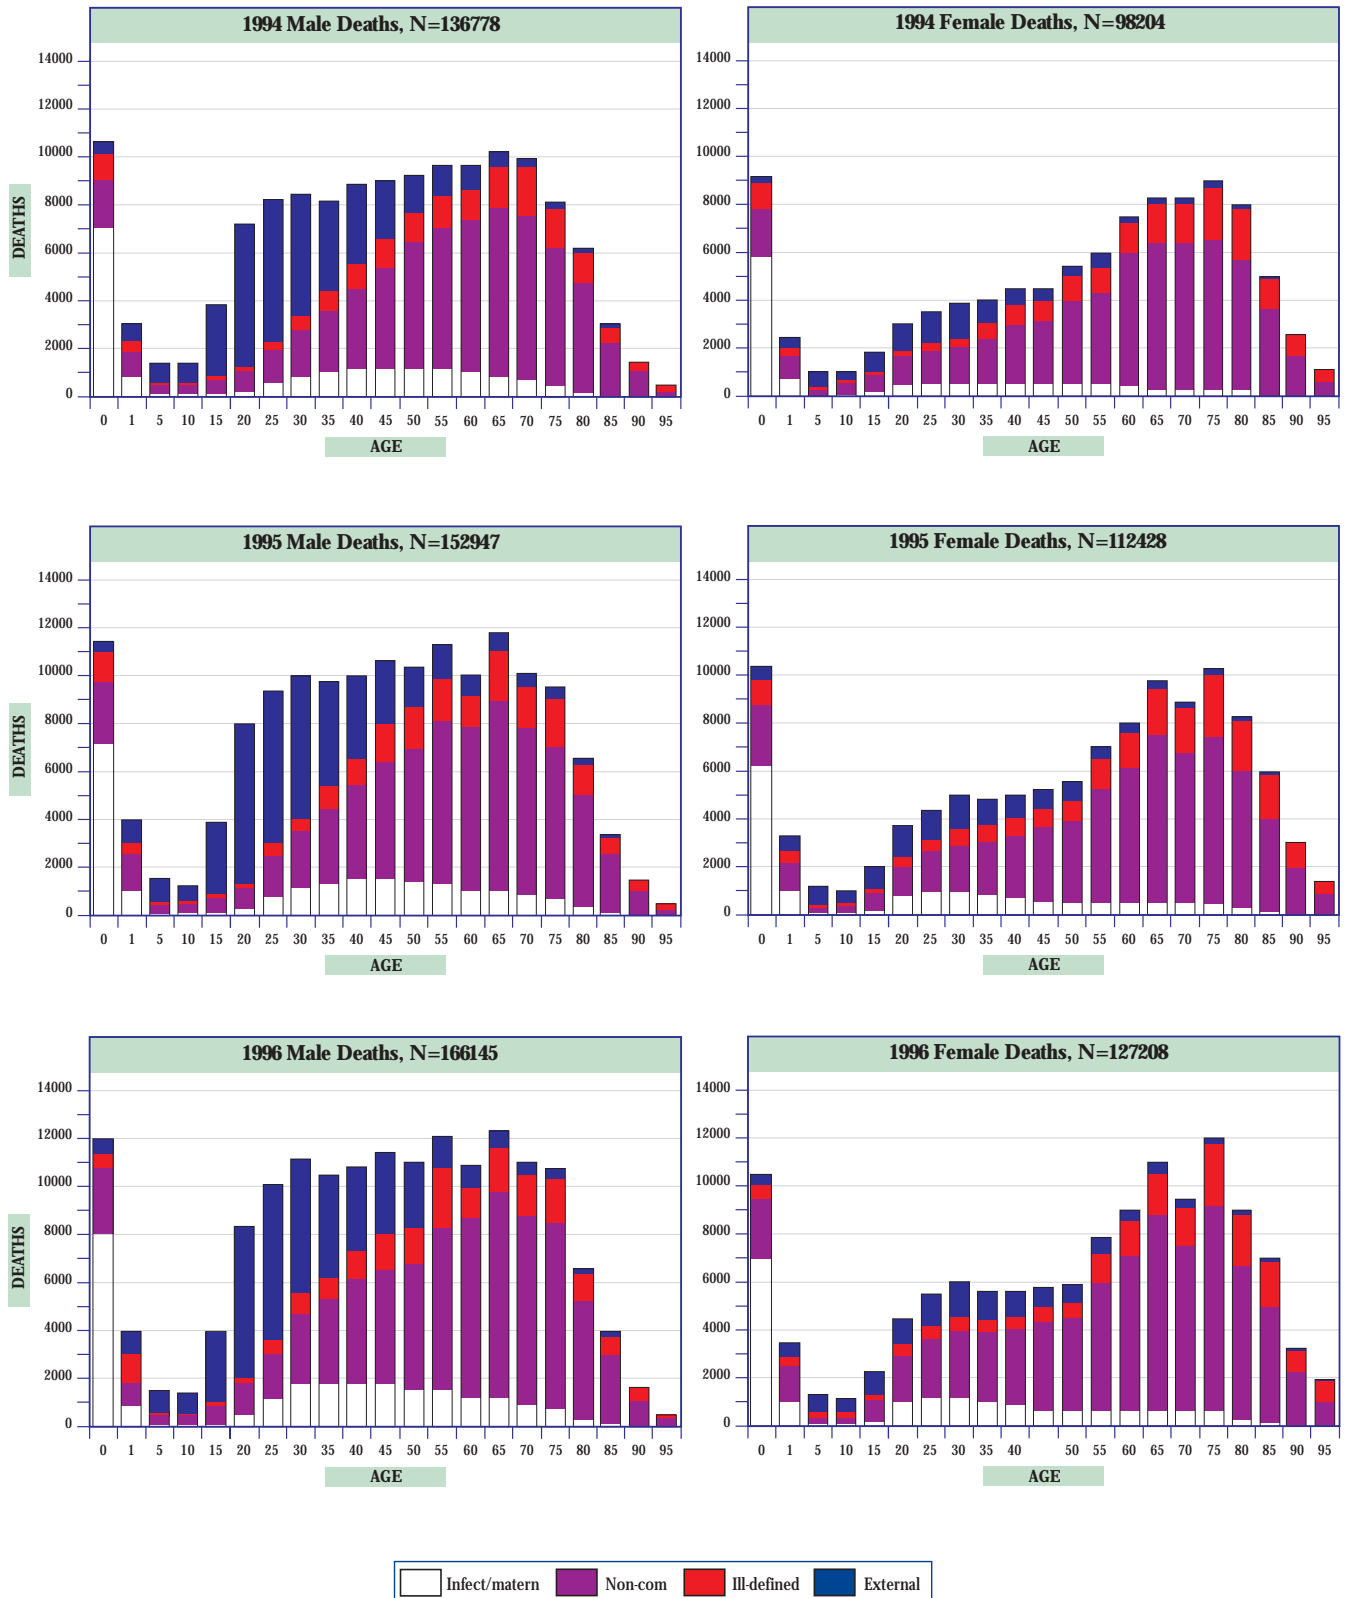 1994 Male Deaths, N=136778
14000
12000
10000
8000
6000
4000
2000
0
DEATHS
0 1 5 10 15 20 25 30 35 40 45 50 55 60 65 70 75 80 85 90 95
AGE
1994 Female Deaths, N=98204
14000
12000
10000
8000
6000
4000
2000
0
0 1 5 10 15 20 25 30 35 40 45 50 55 60 65 70 75 80 85 90 95
AGE
1995 Male Deaths, N=152947
14000
12000
10000
8000
6000
4000
2000
0
DEATHS
0 1 5 10 15 20 25 30 35 40 45 50 55 60 65 70 75 80 85 90 95
AGE
1995 Female Deaths, N=112428
14000
12000
10000
8000
6000
4000
2000
0
0 1 5 10 15 20 25 30 35 40 45 50 55 60 65 70 75 80 85 90 95
AGE
1996 Male Deaths, N=166145
14000
12000
10000
8000
6000
4000
2000
0
DEATHS
0 1 5 10 15 20 25 30 35 40 45 50 55 60 65 70 75 80 85 90 95
AGE
1996 Female Deaths, N=127208
14000
12000
10000
8000
6000
4000
2000
0
0 1 5 10 15 20 25 30 35 40 50 55 60 65 70 75 80 85 90 95
AGE
Infect/matern Non-com Ill-defined External